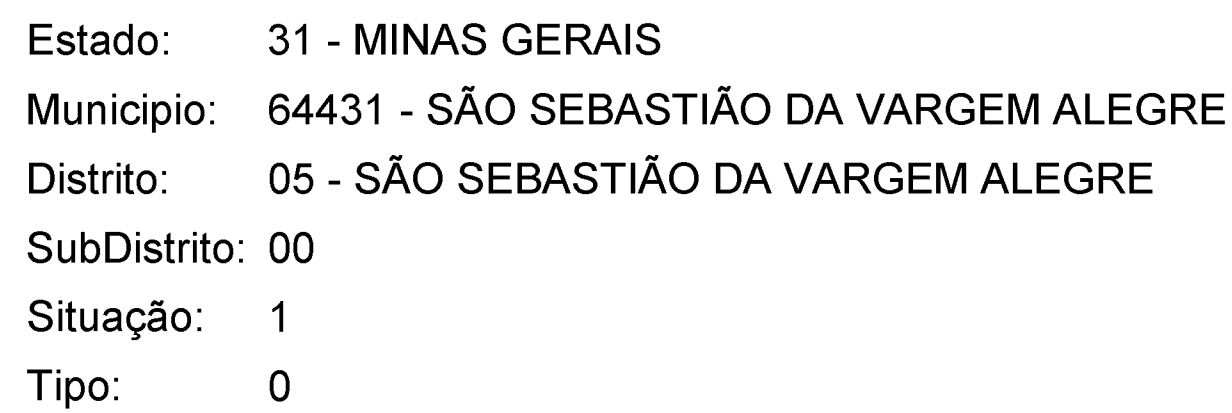 Estado: 31 - MINAS GERAIS
Municipio: 64431 - SÃO SEBASTIÃO DA VARGEM ALEGRE
Distrito: 05 - SÃO SEBASTIÃO DA VARGEM ALEGRE
SubDistrito: 00
Situação: 1
Tipo: 0